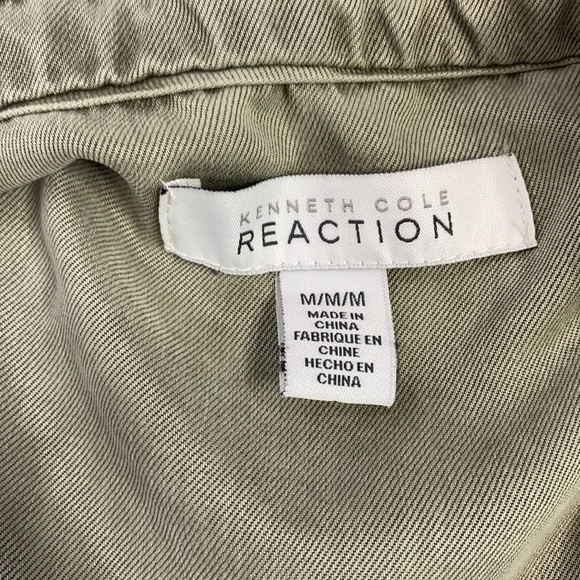 KENNETH COLE
REACTION
M/M/M
MADE IN
CHINA
FABRIQUE EN
CHINE
HECHO EN
CHINA